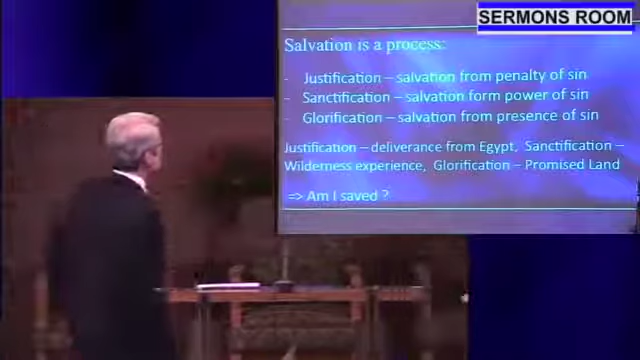 SERMONS ROOM
Salvation is a process:
- Justification – salvation from penalty of sin
- Sanctification – salvation form power of sin
- Glorification – salvation from presence of sin
Justification – deliverance from Egypt, Sanctification –
Wilderness experience, Glorification – Promised Land
=> Am I saved ?